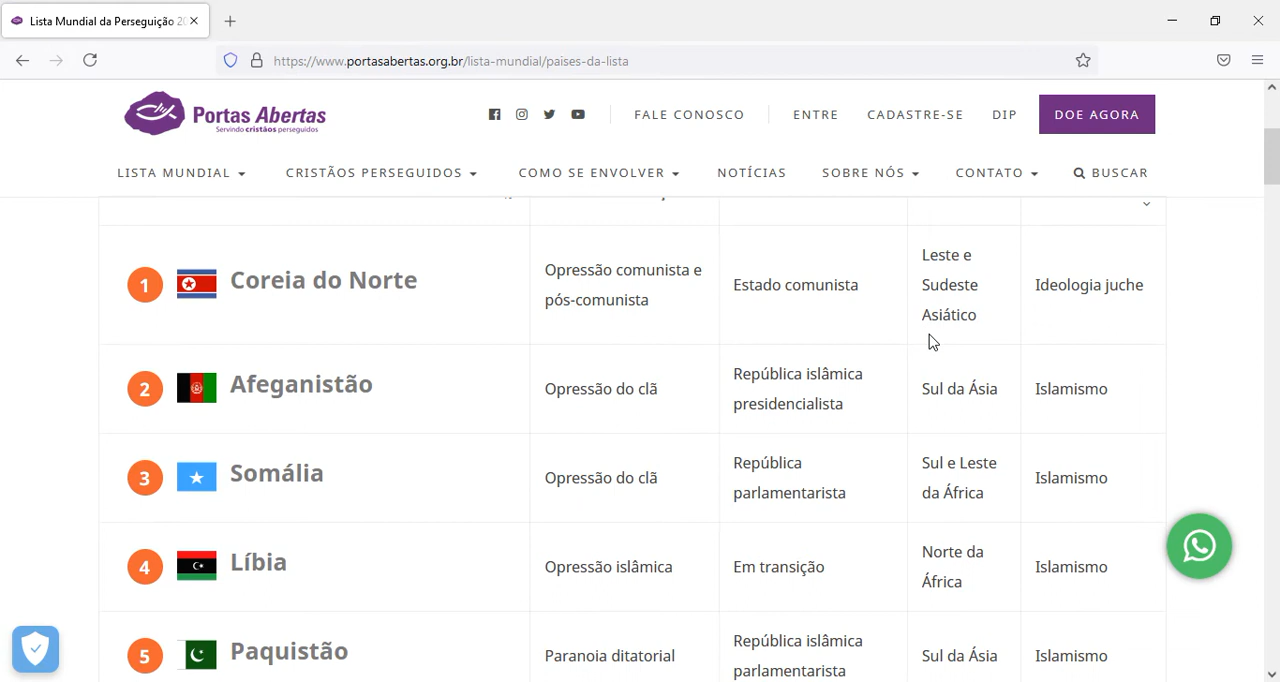 Lista Mundial da Perseguição 20
https://www.portasabertas.org.br/lista-mundial/paises-da-lista
Portas Abertas
Servindo cristãos perseguidos
FALE CONOSCO
ENTRE
CADASTRE-SE
DIP
DOE AGORA
LISTA MUNDIAL
CRISTÃOS PERSEGUIDOS
COMO SE ENVOLVER
NOTÍCIAS
SOBRE NÓS
CONTATO
BUSCAR
1
Coreia do Norte
Opressão comunista e
pós-comunista
Estado comunista
Leste e
Sudeste
Asiático
Ideologia juche
2
Afeganistão
Opressão do clã
República islâmica
presidencialista
Sul da Ásia
Islamismo
3
Somália
Opressão do clã
República
parlamentarista
Sul e Leste
da África
Islamismo
4
Líbia
Opressão islâmica
Em transição
Norte da
África
Islamismo
5
Paquistão
Paranoia ditatorial
República islâmica
parlamentarista
Sul da Ásia
Islamismo